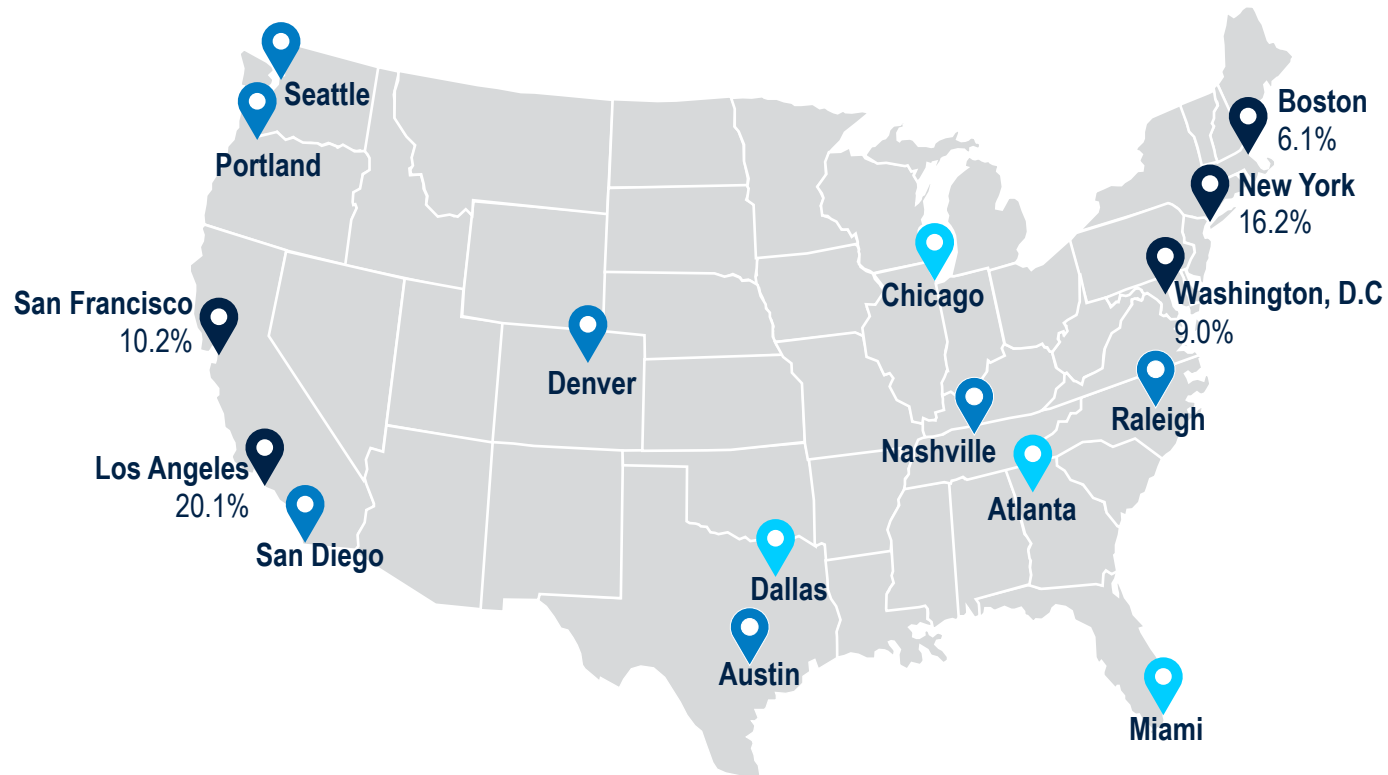 Seattle
Portland
Boston
6.1%
New York
16.2%
Chicago
Washington, D.C
9.0%
San Francisco
10.2%
Denver
Raleigh
Nashville
Los Angeles
20.1%
Atlanta
San Diego
Dallas
Austin
Miami